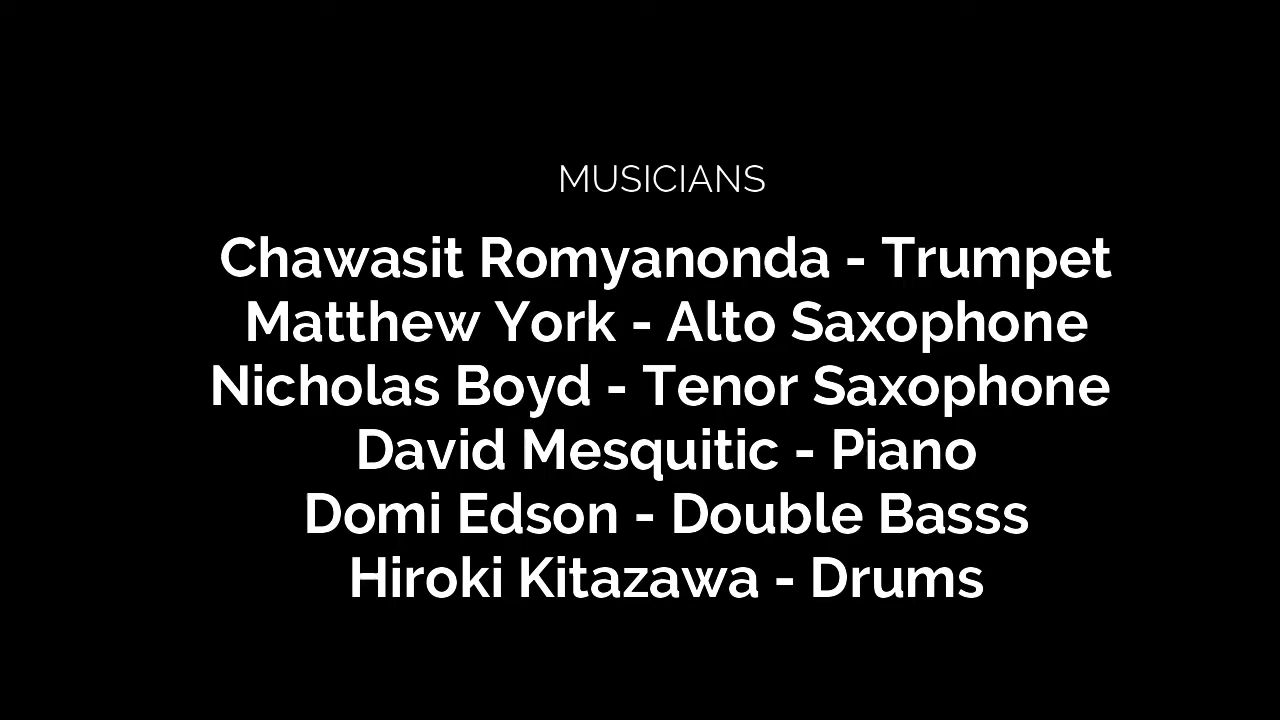 MUSICIANS
Chawasit Romyanonda - Trumpet
Matthew York - Alto Saxophone
Nicholas Boyd - Tenor Saxophone
David Mesquitic - Piano
Domi Edson - Double Basss
Hiroki Kitazawa - Drums